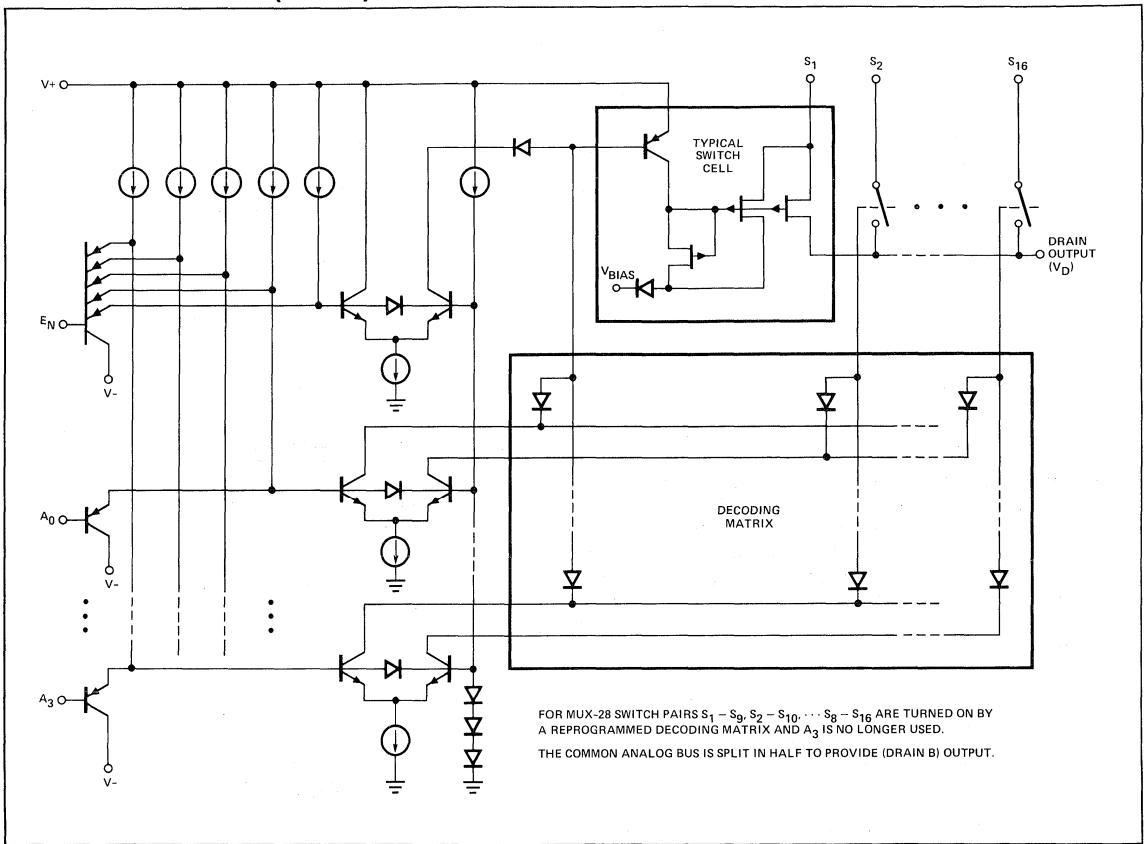 V+
S1
S2
S16
TYPICAL
SWITCH
CELL
VBIAS
DRAIN
OUTPUT
(VD)
EN
V-
A0
V-
DECODING
MATRIX
A3
V-
FOR MUX-28 SWITCH PAIRS S1 – S9, S2 – S10, ··· S8 – S16 ARE TURNED ON BY
A REPROGRAMMED DECODING MATRIX AND A3 IS NO LONGER USED.
THE COMMON ANALOG BUS IS SPLIT IN HALF TO PROVIDE (DRAIN B) OUTPUT.